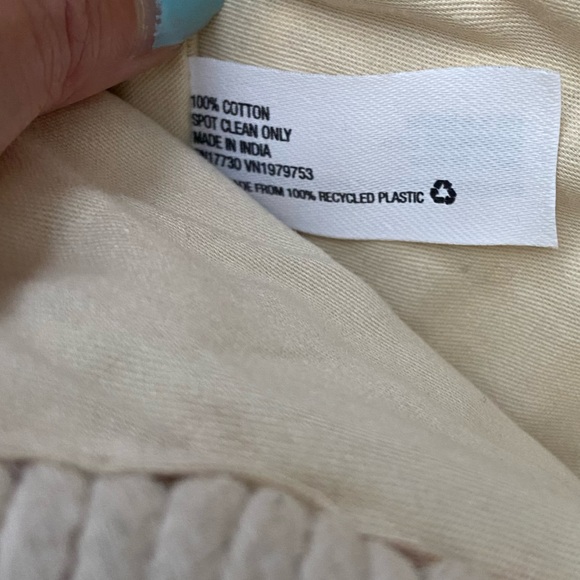 100% COTTON
SPOT CLEAN ONLY
MADE IN INDIA
VN1979753
FROM 100% RECYCLED PLASTIC